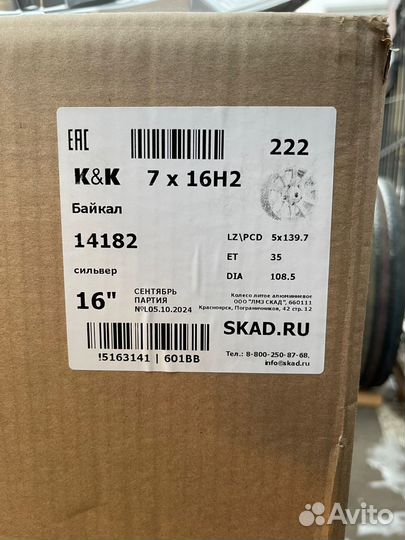 EAC
222
K&K 7 x 16H2
Байкал
14182
LZ\PCD 5x139.7
сильвер
ET 35
DIA 108.5
16"
СЕНТЯБРЬ
ПАРТИЯ
№L05.10.2024
Колесо литое алюминиевое
ООО "ЛМЗ СКАД", 660111
Красноярск, Пограничников, 42 стр. 12
SKAD.RU
!5163141 | 601BB
Тел.: 8-800-250-87-68.
info@skad.ru
Avito